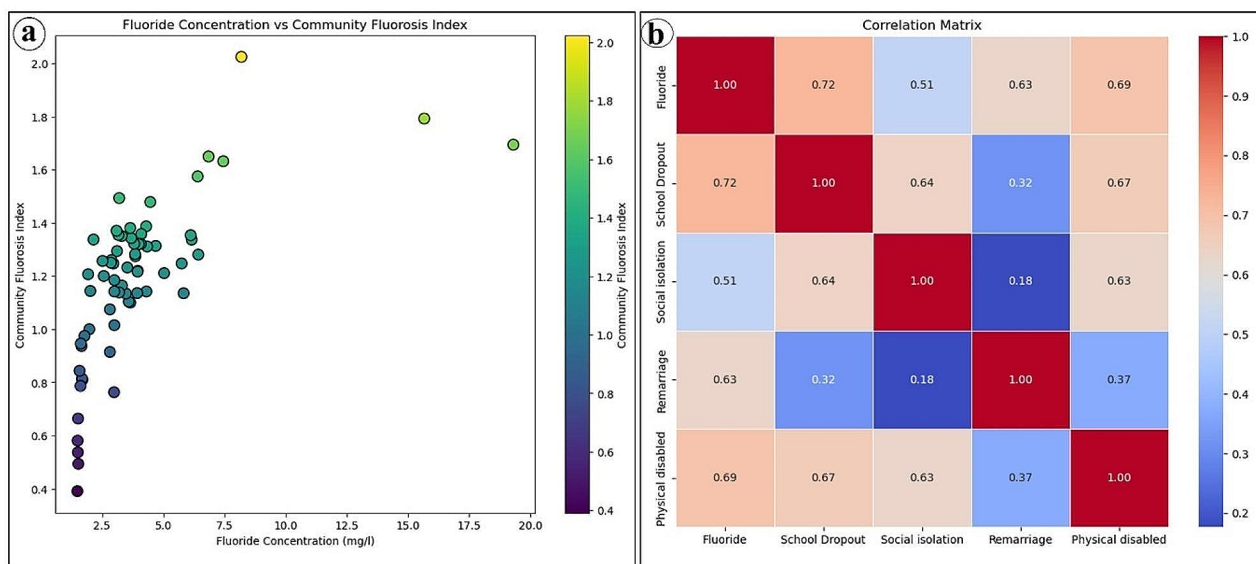 a
Fluoride Concentration vs Community Fluorosis Index
Community Fluorosis Index
2.0
1.8
1.6
1.4
1.2
1.0
0.8
0.6
0.4
2.5
5.0
7.5
10.0
12.5
15.0
17.5
20.0
Fluoride Concentration (mg/l)
2.0
1.8
1.6
1.4
1.2
1.0
0.8
0.6
0.4
Community Fluorosis Index
b
Correlation Matrix
Fluoride
1.00 0.72 0.51 0.63 0.69
School Dropout
0.72 1.00 0.64 0.32 0.67
Social isolation
0.51 0.64 1.00 0.18 0.63
Remarriage
0.63 0.32 0.18 1.00 0.37
Physical disabled
0.69 0.67 0.63 0.37 1.00
Fluoride
School Dropout
Social isolation
Remarriage
Physical disabled
1.0
0.9
0.8
0.7
0.6
0.5
0.4
0.3
0.2